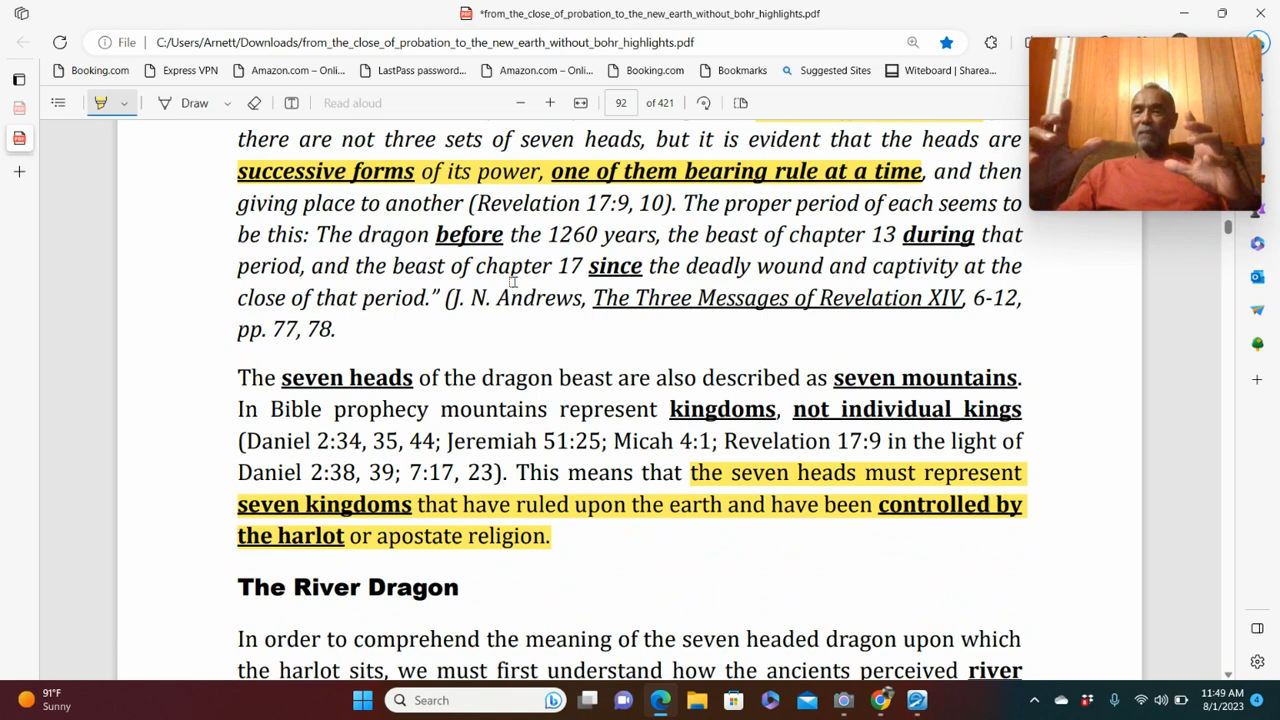 *from_the_close_of_probation_to_the_new_earth_without_bohr_highlights.pdf
File C:/Users/Arnett/Downloads/from_the_close_of_probation_to_the_new_earth_without_bohr_highlights.pdf
Booking.com Express VPN Amazon.com – Onli... LastPass password... Amazon.com – Onl... Booking.com Bookmarks Suggested Sites Witeboard | Sharea...
Draw Read aloud 92 of 421
there are not three sets of seven heads, but it is evident that the heads are
successive forms of its power, one of them bearing rule at a time, and then
giving place to another (Revelation 17:9, 10). The proper period of each seems to
be this: The dragon before the 1260 years, the beast of chapter 13 during that
period, and the beast of chapter 17 since the deadly wound and captivity at the
close of that period.” (J. N. Andrews, The Three Messages of Revelation XIV, 6-12,
pp. 77, 78.
The seven heads of the dragon beast are also described as seven mountains.
In Bible prophecy mountains represent kingdoms, not individual kings
(Daniel 2:34, 35, 44; Jeremiah 51:25; Micah 4:1; Revelation 17:9 in the light of
Daniel 2:38, 39; 7:17, 23). This means that the seven heads must represent
seven kingdoms that have ruled upon the earth and have been controlled by
the harlot or apostate religion.
The River Dragon
In order to comprehend the meaning of the seven headed dragon upon which
the harlot sits, we must first understand how the ancients perceived river
91°F
Sunny
Search
11:49 AM
8/1/2023
4